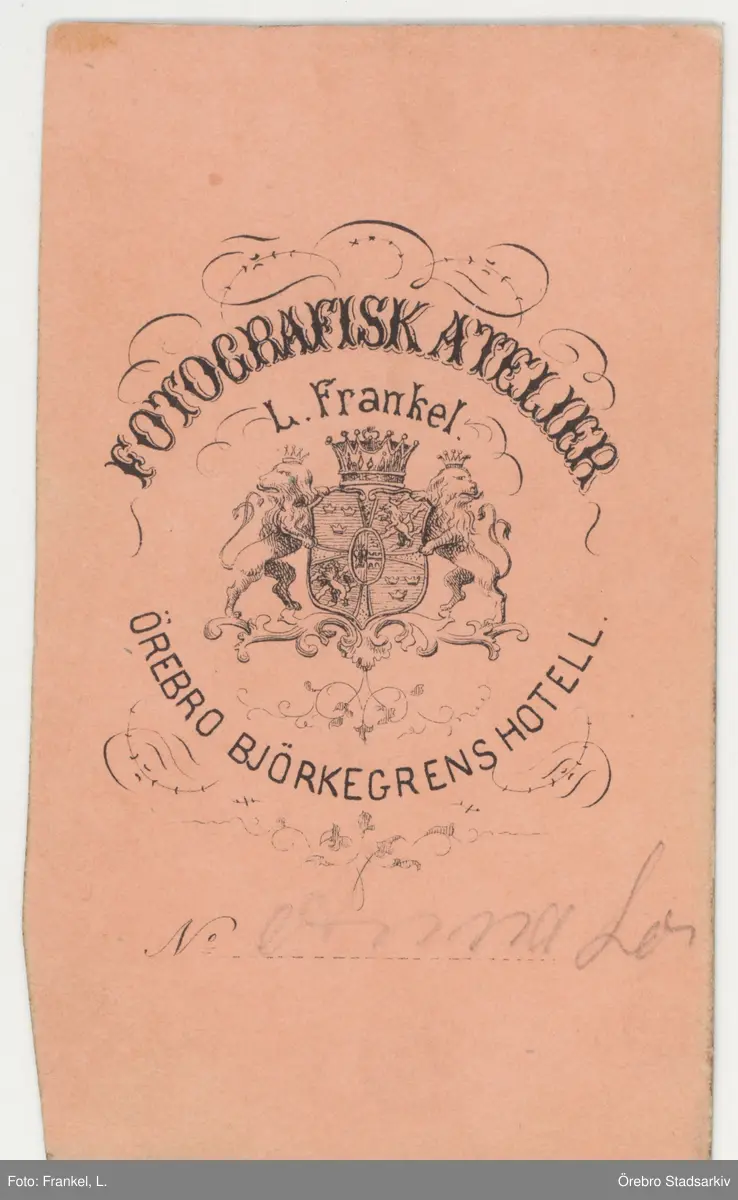 FOTOGRAFISK ATELIER
L. Frankel.
ÖREBRO BJÖRKEGRENS HOTELL.
No
Foto: Frankel, L.
Örebro Stadsarkiv